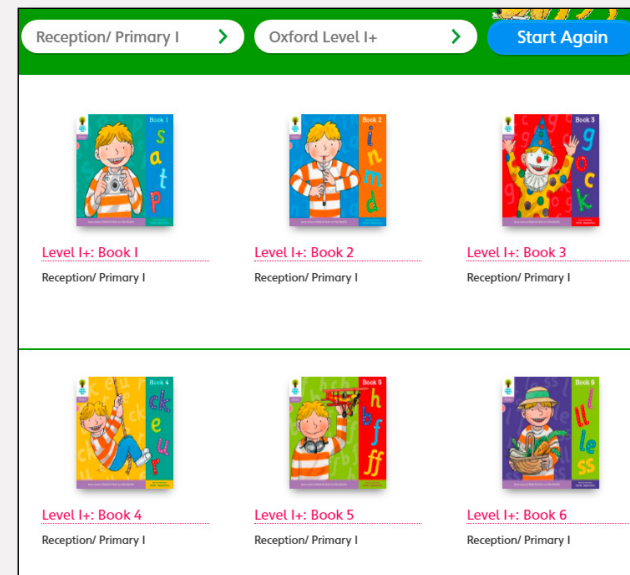 Reception/ Primary 1
Oxford Level 1+
Start Again
Book 1
s
a
t
p
Book 2
i
n
m
d
Book 3
g
o
c
k
Level 1+: Book 1
Level 1+: Book 2
Level 1+: Book 3
Reception/ Primary 1
Reception/ Primary 1
Reception/ Primary 1
Book 4
ck
e
u
r
Book 5
h
b
f
ff
Book 6
l
ll
le
ss
Level 1+: Book 4
Level 1+: Book 5
Level 1+: Book 6
Reception/ Primary 1
Reception/ Primary 1
Reception/ Primary 1